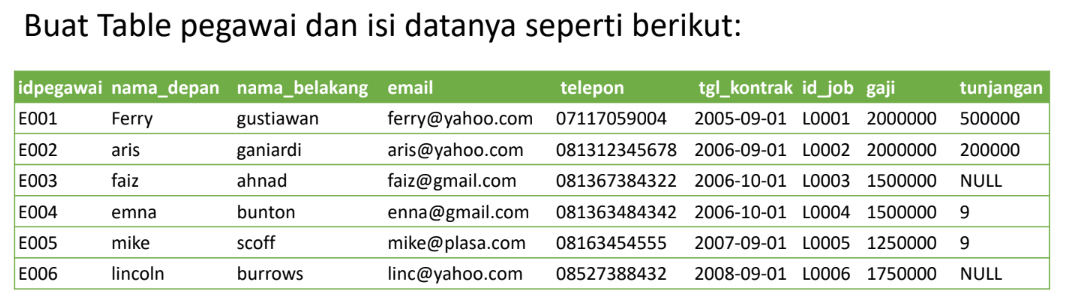 Buat Table pegawai dan isi datanya seperti berikut:
idpegawai nama_depan nama_belakang email telepon tgl_kontrak id_job gaji tunjangan
E001 Ferry gustiawan ferry@yahoo.com 07117059004 2005-09-01 L0001 2000000 500000
E002 aris ganiardi aris@yahoo.com 081312345678 2006-09-01 L0002 2000000 200000
E003 faiz ahnad faiz@gmail.com 081367384322 2006-10-01 L0003 1500000 NULL
E004 emna bunton enna@gmail.com 081363484342 2006-10-01 L0004 1500000 9
E005 mike scoff mike@plasa.com 08163454555 2007-09-01 L0005 1250000 9
E006 lincoln burrows linc@yahoo.com 08527388432 2008-09-01 L0006 1750000 NULL